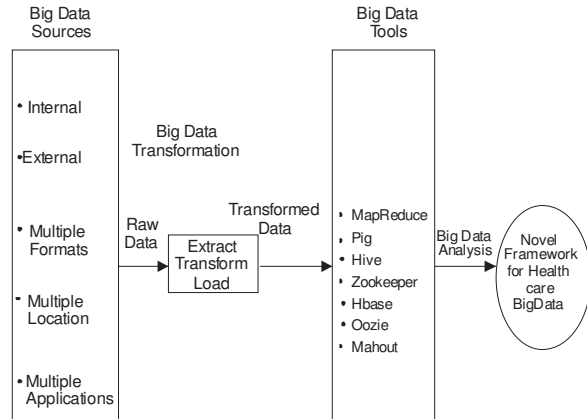 Big Data
Sources
• Internal
•External
• Multiple
Formats
• Multiple
Location
• Multiple
Applications
Big Data
Transformation
Raw
Data
Extract
Transform
Load
Transformed
Data
Big Data
Tools
• MapReduce
• Pig
• Hive
• Zookeeper
• Hbase
• Oozie
• Mahout
Big Data
Analysis
Novel
Framework
for Health
care
BigData